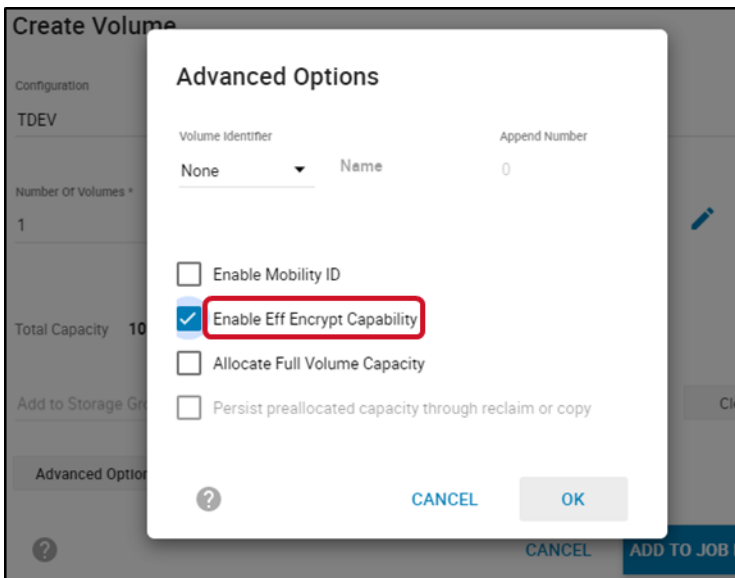 Create Volume
Advanced Options
Configuration
TDEV
Volume Identifier
Append Number
None
Name
0
Number Of Volumes *
1
Enable Mobility ID
Enable Eff Encrypt Capability
Total Capacity 10
Allocate Full Volume Capacity
Add to Storage Gr
Persist preallocated capacity through reclaim or copy
Cl
Advanced Option
?
CANCEL
OK
?
CANCEL
ADD TO JOB